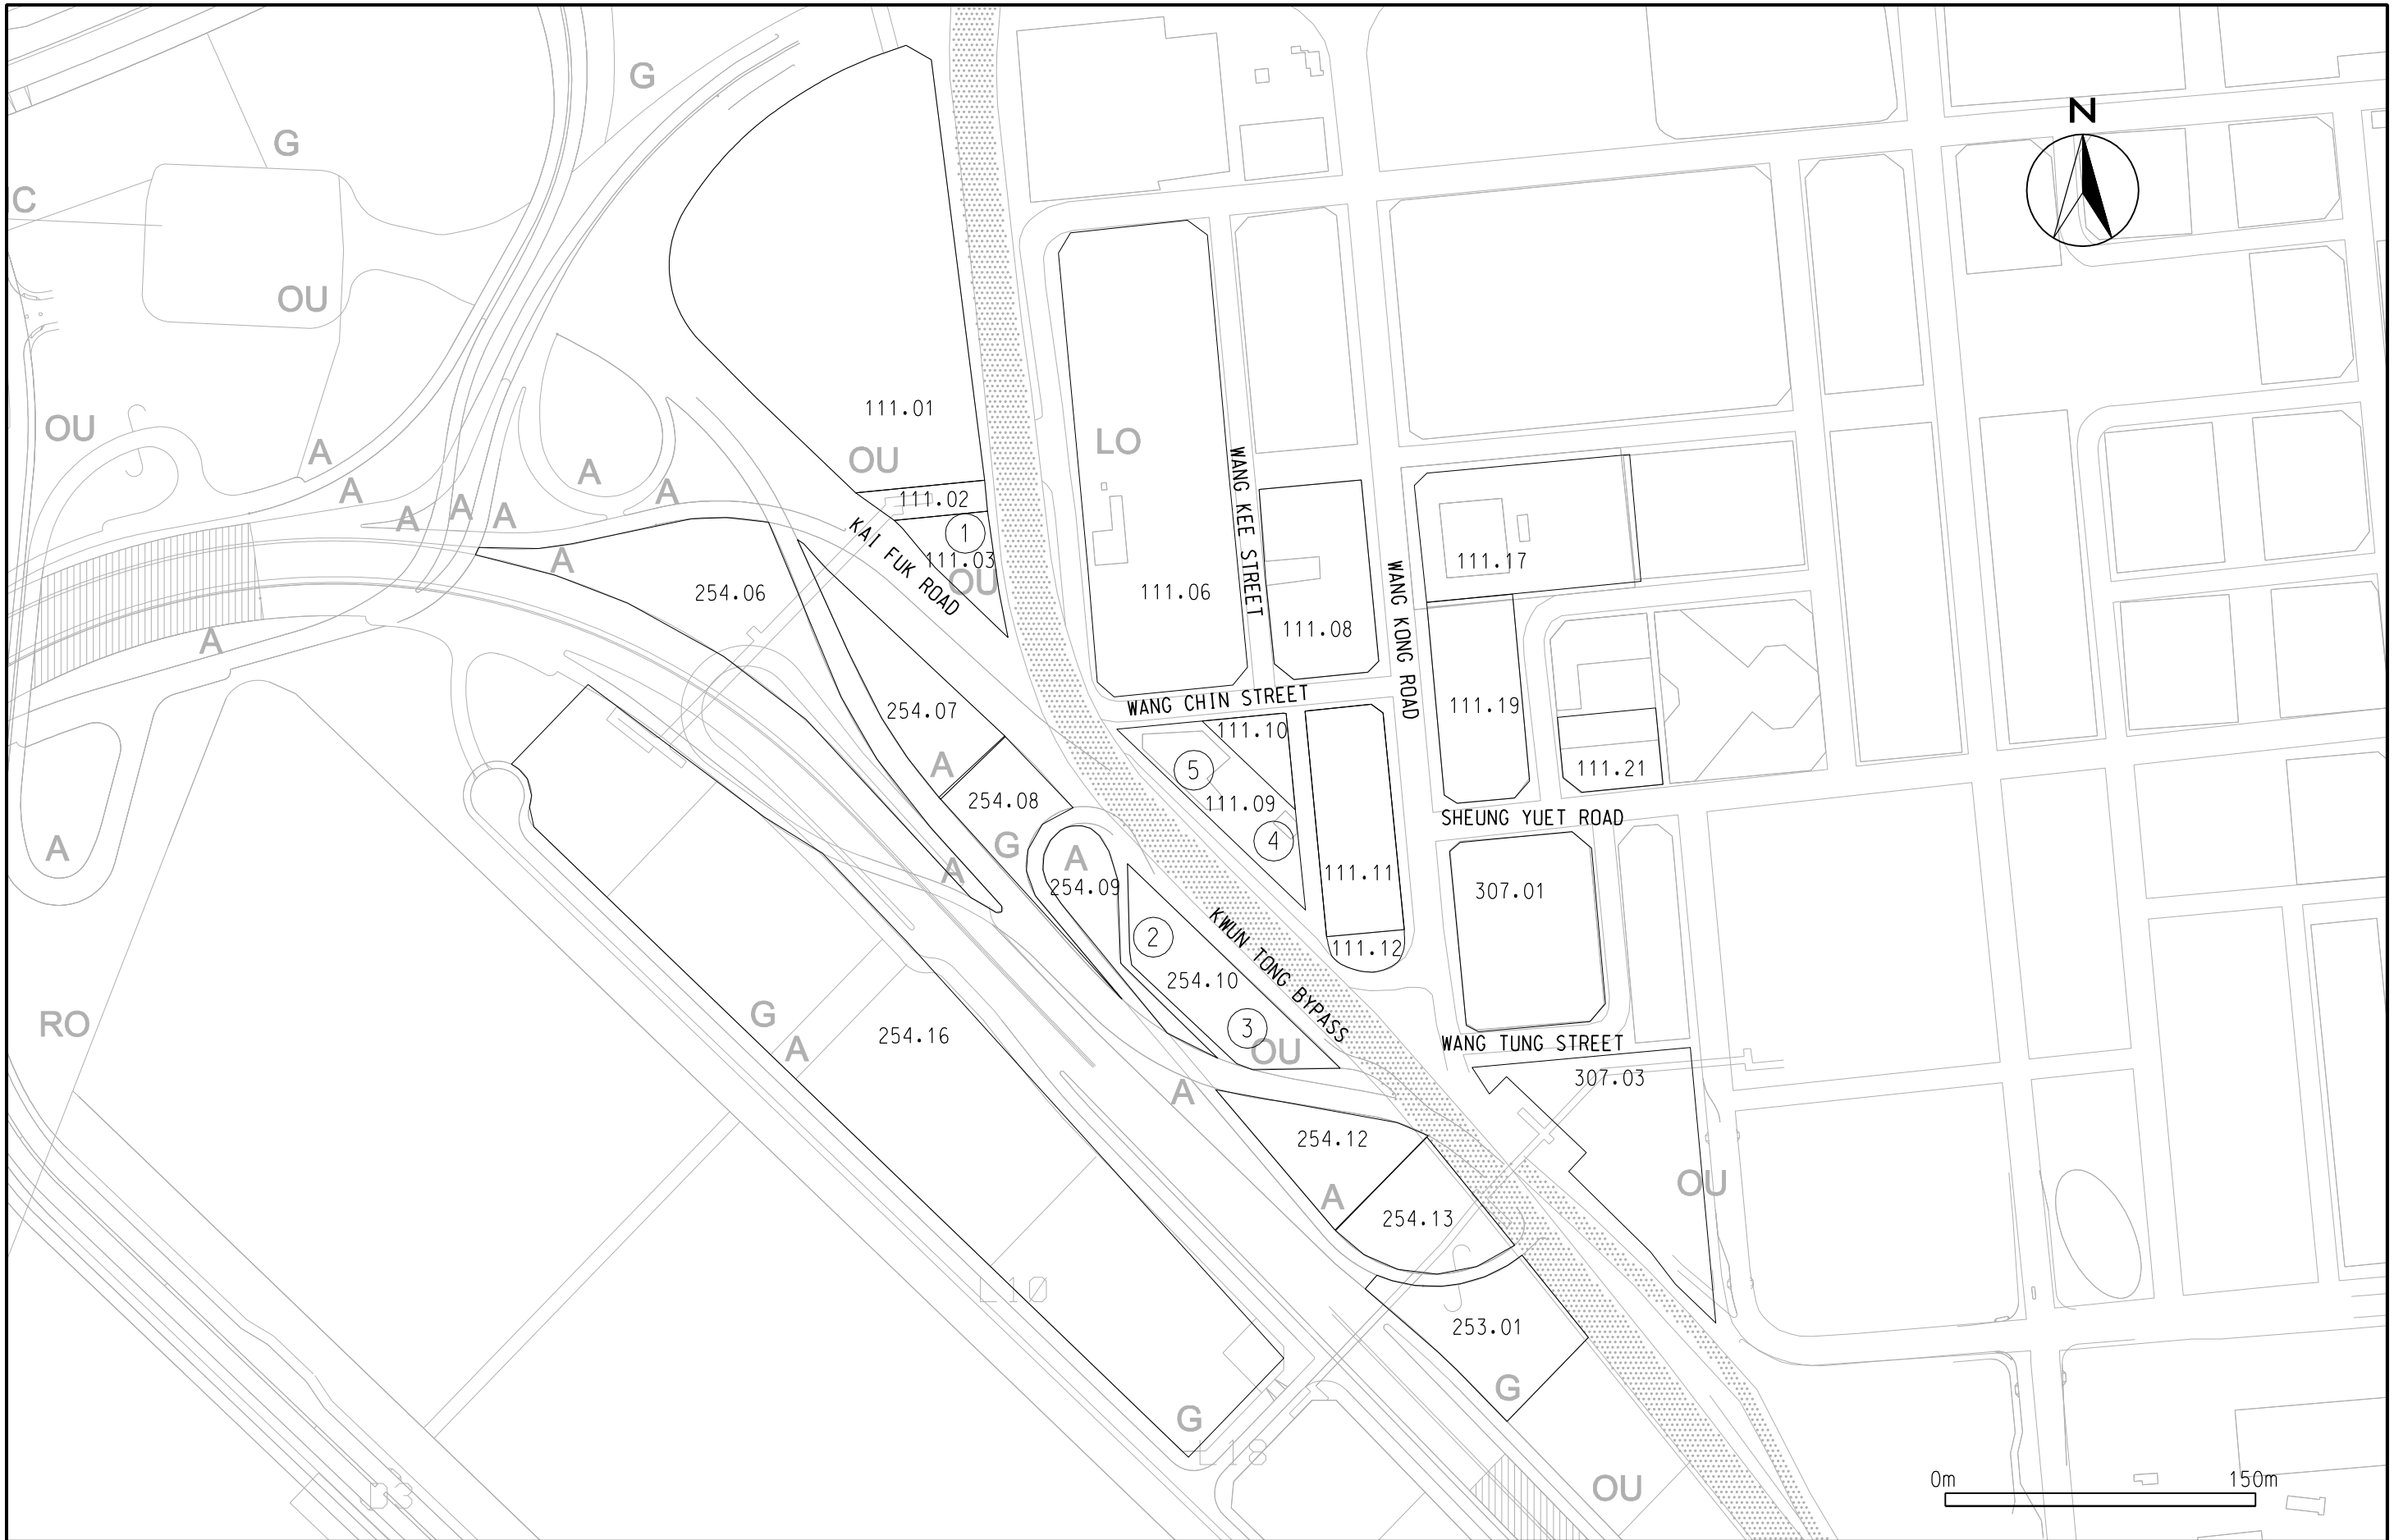 G
N
G
C
OU
111.01
OU
LO
A
OU
A
A
A
111.02
A
A
A
1
KAI FUK ROAD
WANG KEE STREET
A
111.03
OU
111.17
254.06
111.06
WANG KONG ROAD
A
111.08
WANG CHIN STREET
254.07
111.19
111.10
A
5
111.21
254.08
111.09
SHEUNG YUET ROAD
A
G
A
4
A
254.09
111.11
307.01
KWUN TONG BYPASS
2
111.12
254.10
RO
G
254.16
3
A
OU
WANG TUNG STREET
307.03
A
254.12
OU
A
254.13
L10
253.01
G
G
L18
0m 150m
OU
D3